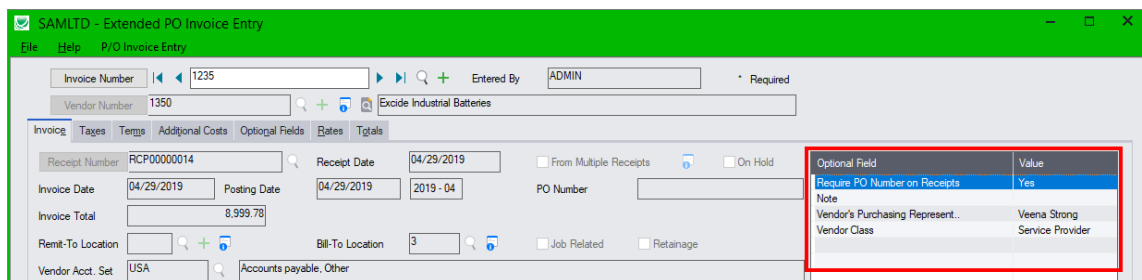 SAMLTD - Extended PO Invoice Entry
File Help P/O Invoice Entry
Invoice Number 1235 Entered By ADMIN * Required
Vendor Number 1350 Excide Industrial Batteries
Invoice Taxes Terms Additional Costs Optional Fields Rates Totals
Receipt Number RCP00000014 Receipt Date 04/29/2019 From Multiple Receipts On Hold Optional Field Value
Require PO Number on Receipts Yes
Invoice Date 04/29/2019 Posting Date 04/29/2019 2019 - 04 PO Number
Note
Invoice Total 8,999.78 Vendor's Purchasing Represent.. Veena Strong
Vendor Class Service Provider
Remit-To Location Bill-To Location 3 Job Related Retainage
Vendor Acct. Set USA Accounts payable, Other